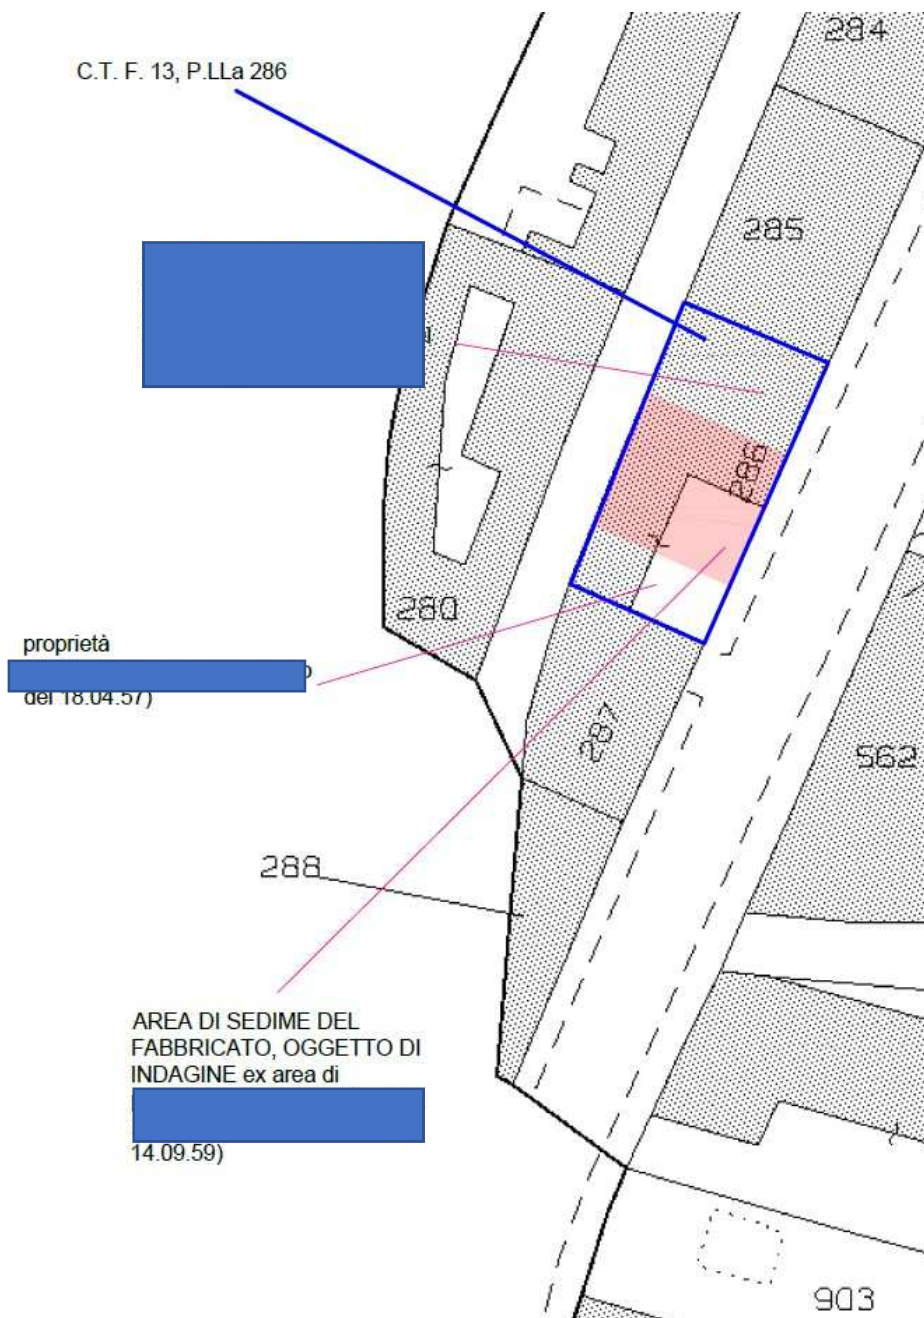 284
C.T. F. 13, P.LLa 286
285
286
280
proprietà
del 18.04.57)
287
562
288
AREA DI SEDIME DEL
FABBRICATO, OGGETTO DI
INDAGINE ex area di
14.09.59)
903